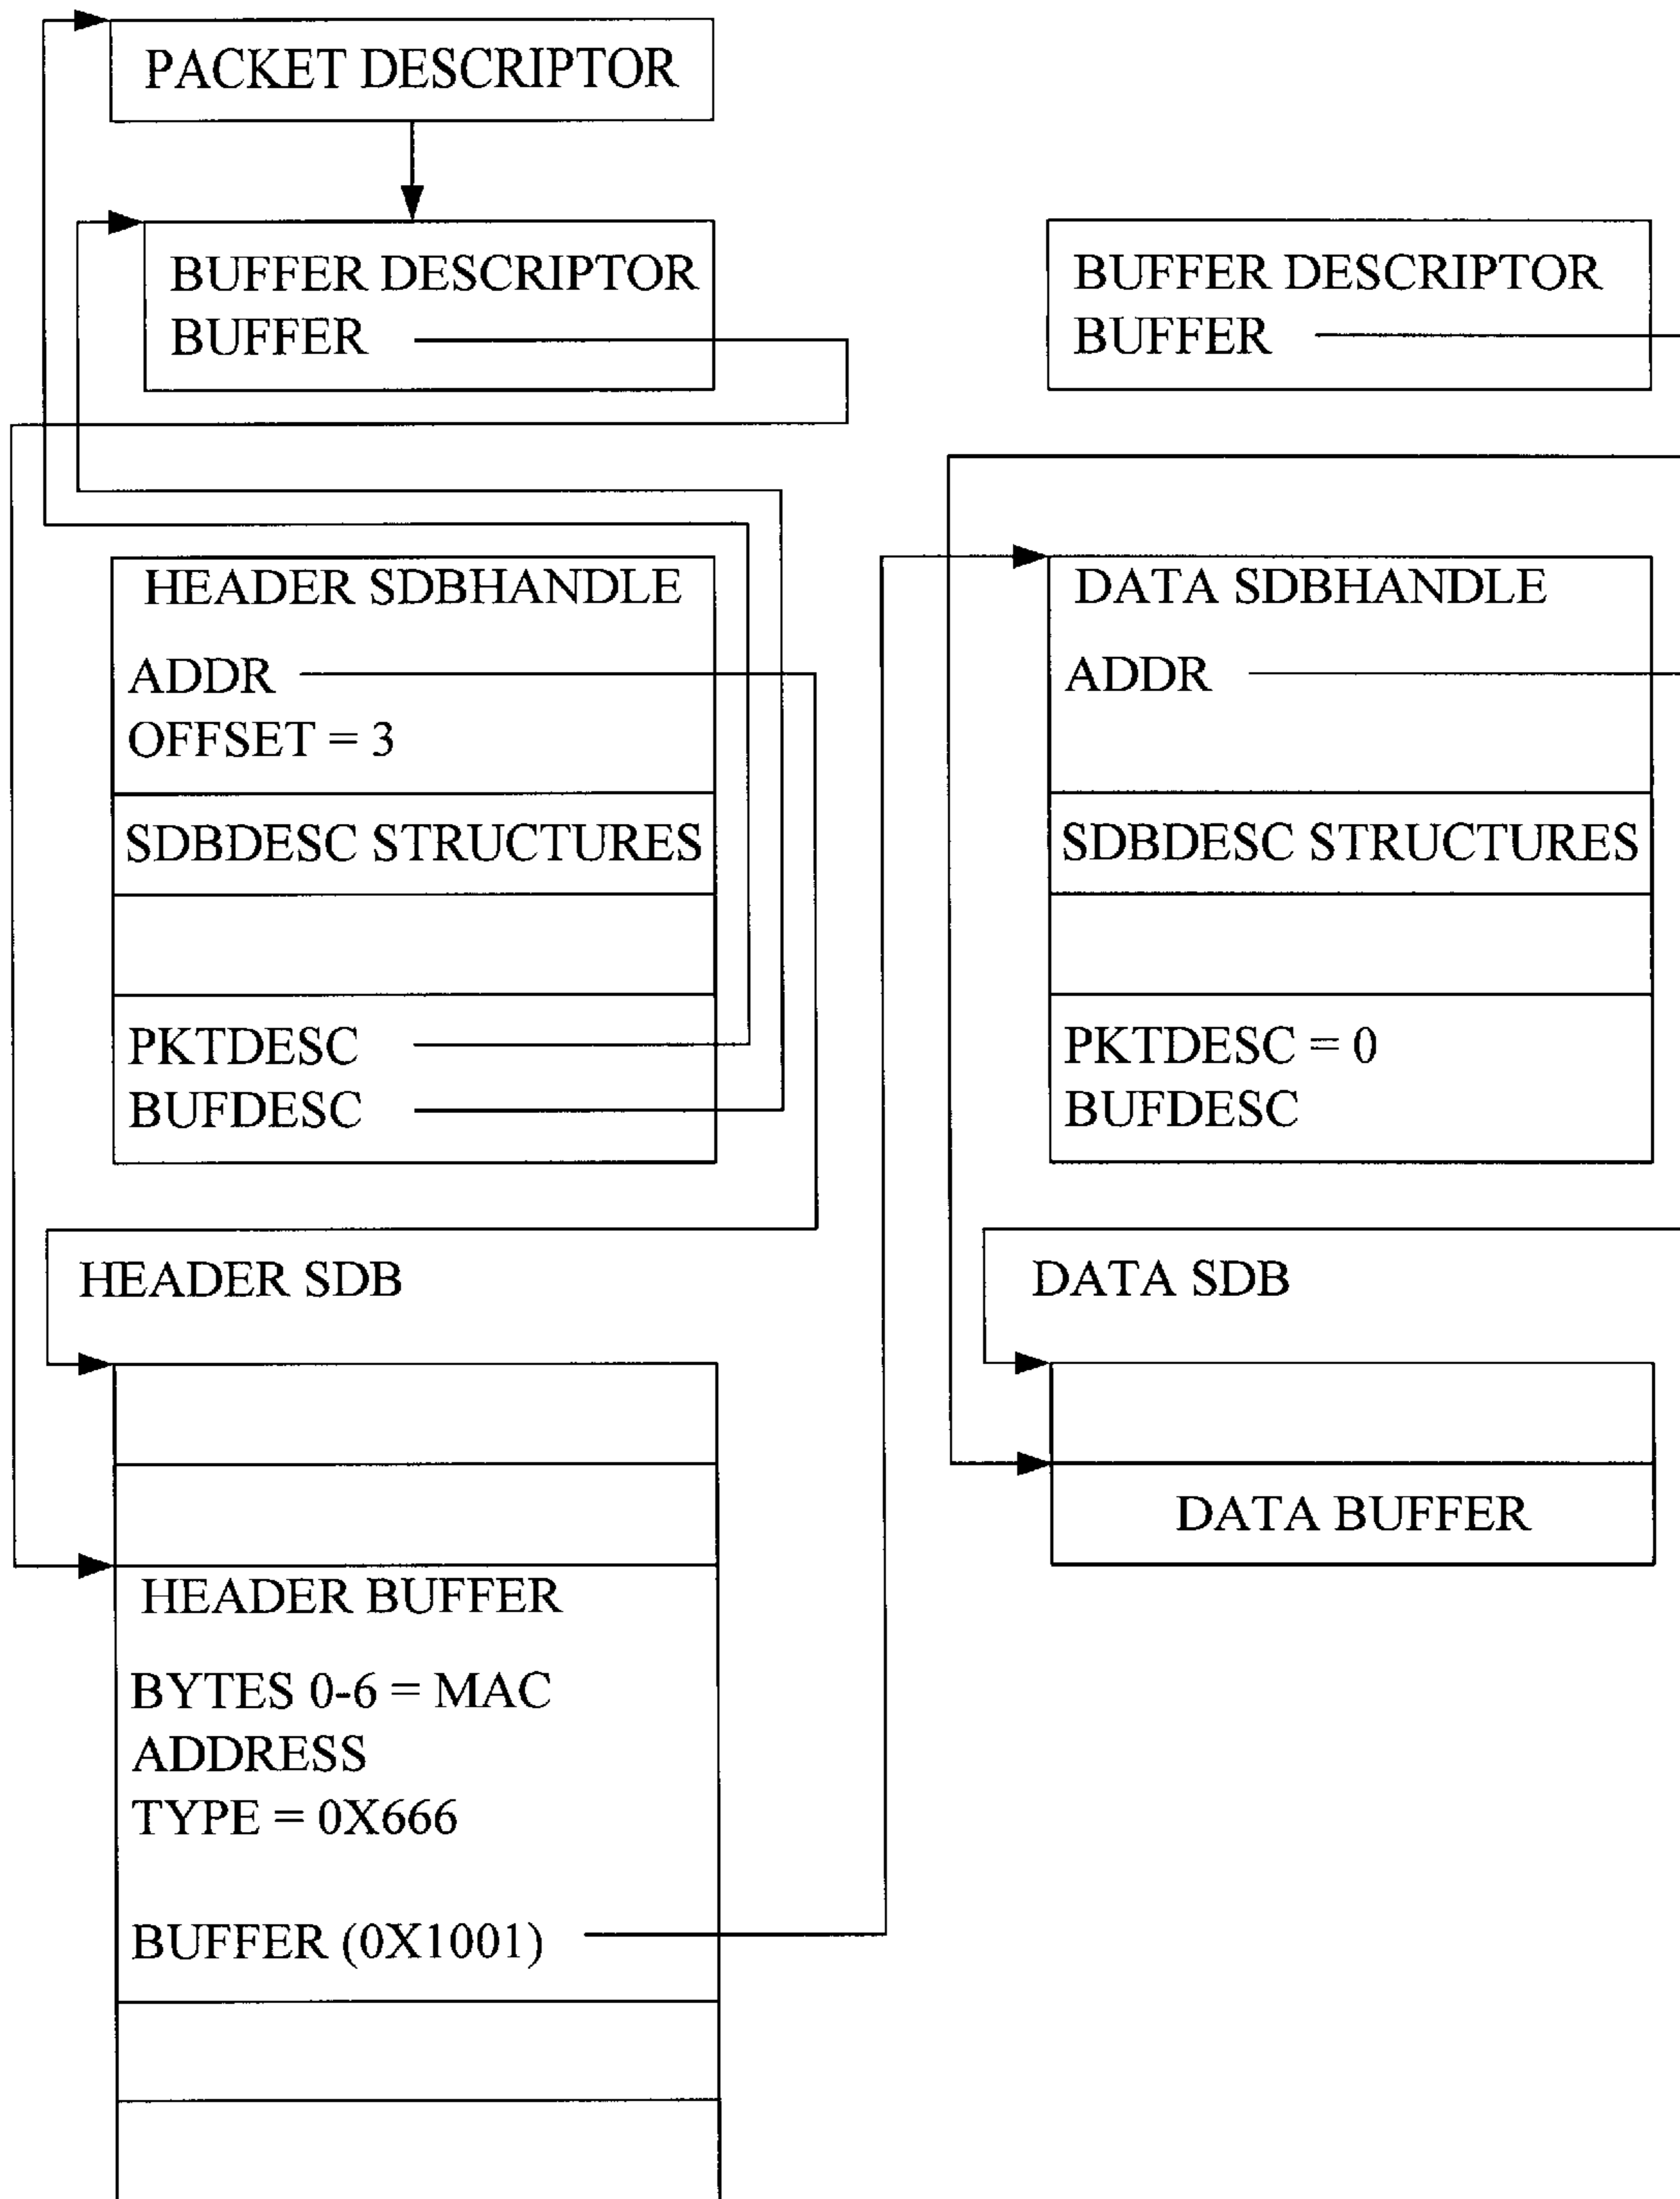 PACKET DESCRIPTOR
BUFFER DESCRIPTOR
BUFFER
BUFFER DESCRIPTOR
BUFFER
HEADER SDBHANDLE
ADDR
OFFSET = 3
SDBDESC STRUCTURES
PKTDESC
BUFDESC
DATA SDBHANDLE
ADDR
SDBDESC STRUCTURES
PKTDESC = 0
BUFDESC
HEADER SDB
HEADER BUFFER
BYTES 0-6 = MAC
ADDRESS
TYPE = 0X666
BUFFER (0X1001)
DATA SDB
DATA BUFFER